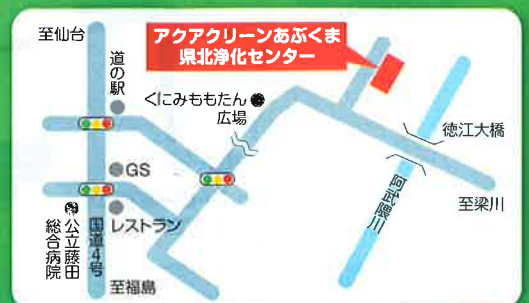 至仙台
アクアクリーンあぶくま
県北浄化センター
道の駅
くにみももたん
広場
徳江大橋
GS
至梁川
阿武隈川
レストラン
国道4号
公立藤田
総合病院
至福島